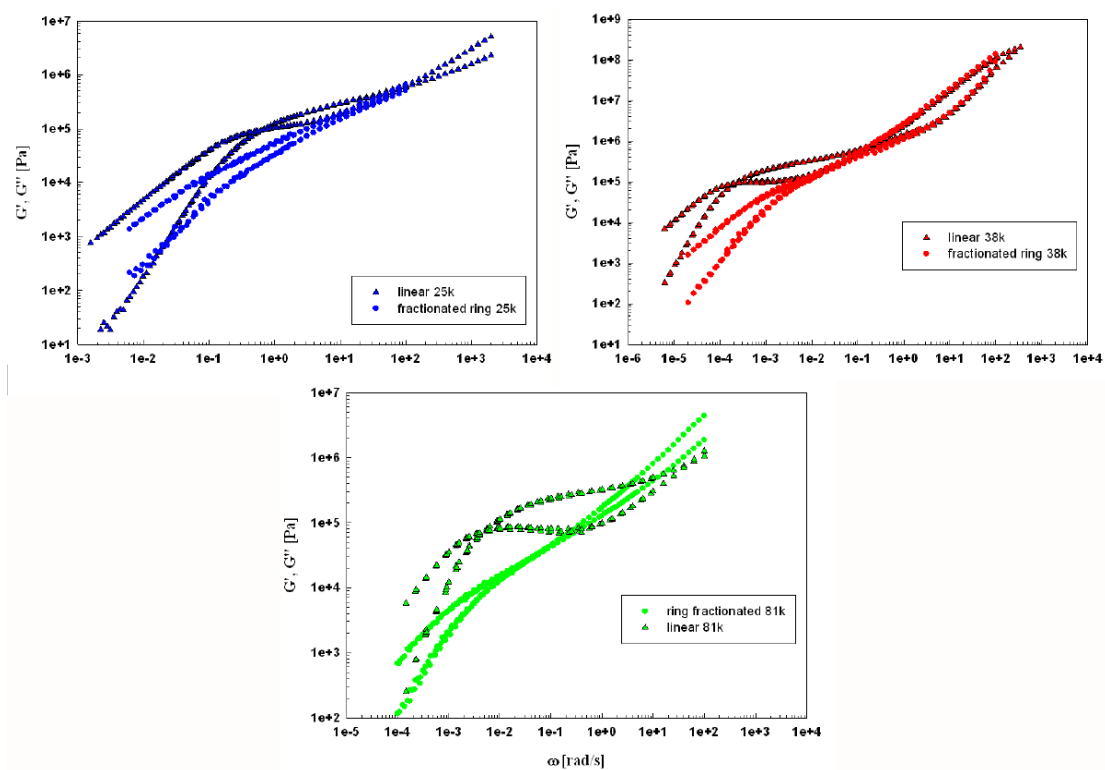 1e+7
1e+6
1e+5
1e+4
1e+3
1e+2
1e+1
G', G'' [Pa]
linear 25k
fractionated ring 25k
1e-3 1e-2 1e-1 1e+0 1e+1 1e+2 1e+3 1e+4
1e+9
1e+8
1e+7
1e+6
1e+5
1e+4
1e+3
1e+2
1e+1
G', G'' [Pa]
linear 38k
fractionated ring 38k
1e-6 1e-5 1e-4 1e-3 1e-2 1e-1 1e+0 1e+1 1e+2 1e+3 1e+4
1e+7
1e+6
1e+5
1e+4
1e+3
1e+2
G', G'' [Pa]
ring fractionated 81k
linear 81k
1e-5 1e-4 1e-3 1e-2 1e-1 1e+0 1e+1 1e+2 1e+3 1e+4
ω [rad/s]